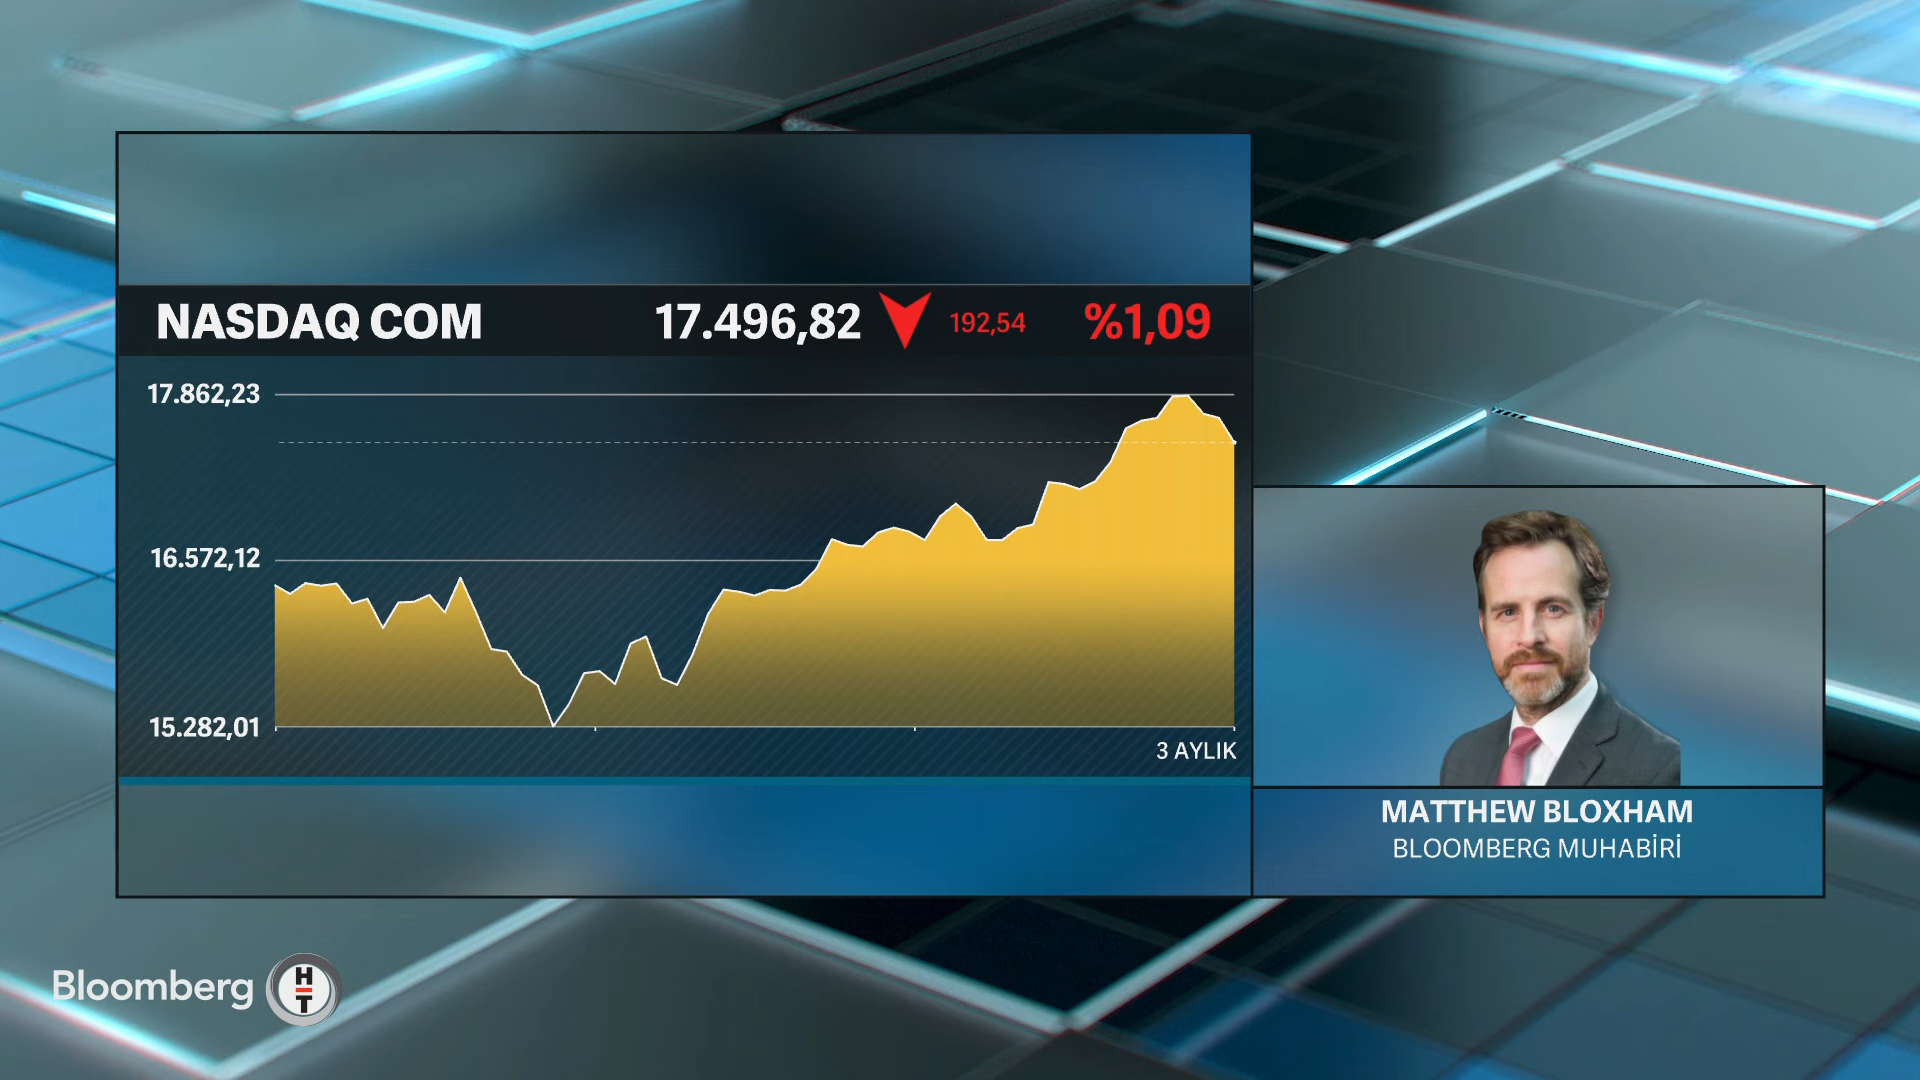 NASDAQ COM 17.496,82 192,54 %1,09
17.862,23
16.572,12
15.282,01
3 AYLIK
MATTHEW BLOXHAM
BLOOMBERG MUHABİRİ
Bloomberg HT